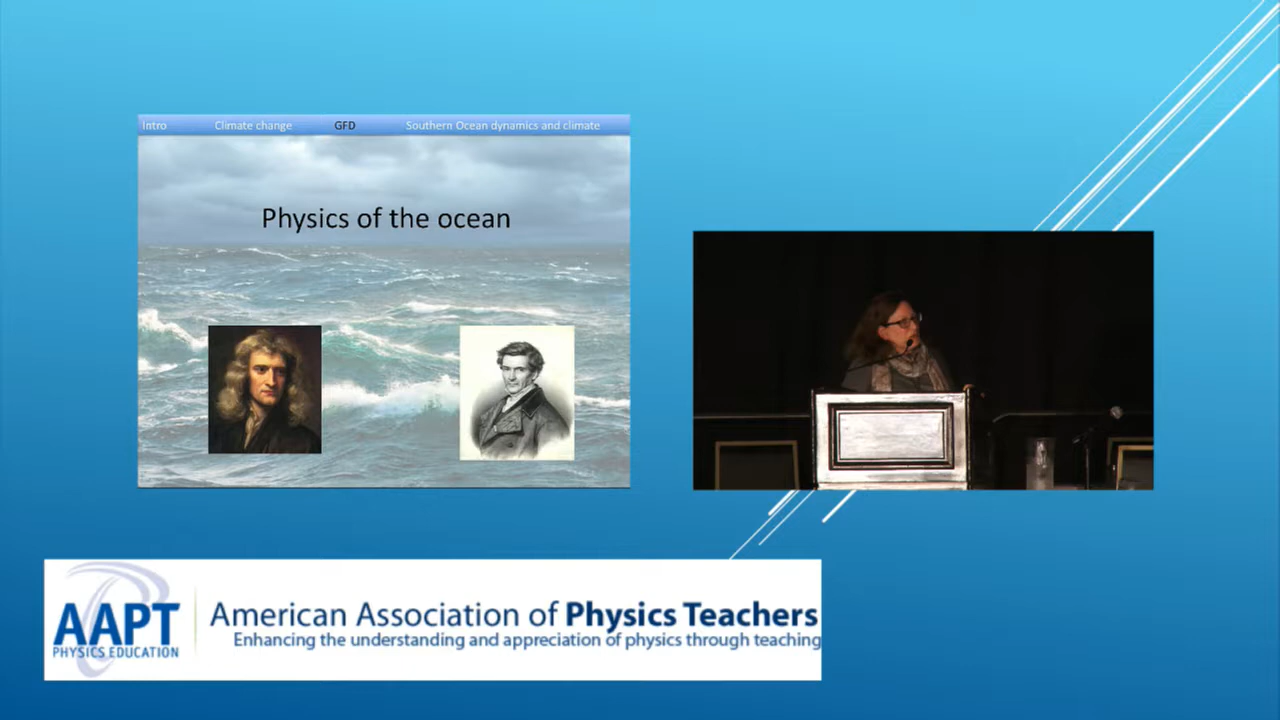 Intro Climate change GFD Southern Ocean dynamics and climate
Physics of the ocean
AAPT
PHYSICS EDUCATION
American Association of Physics Teachers
Enhancing the understanding and appreciation of physics through teaching